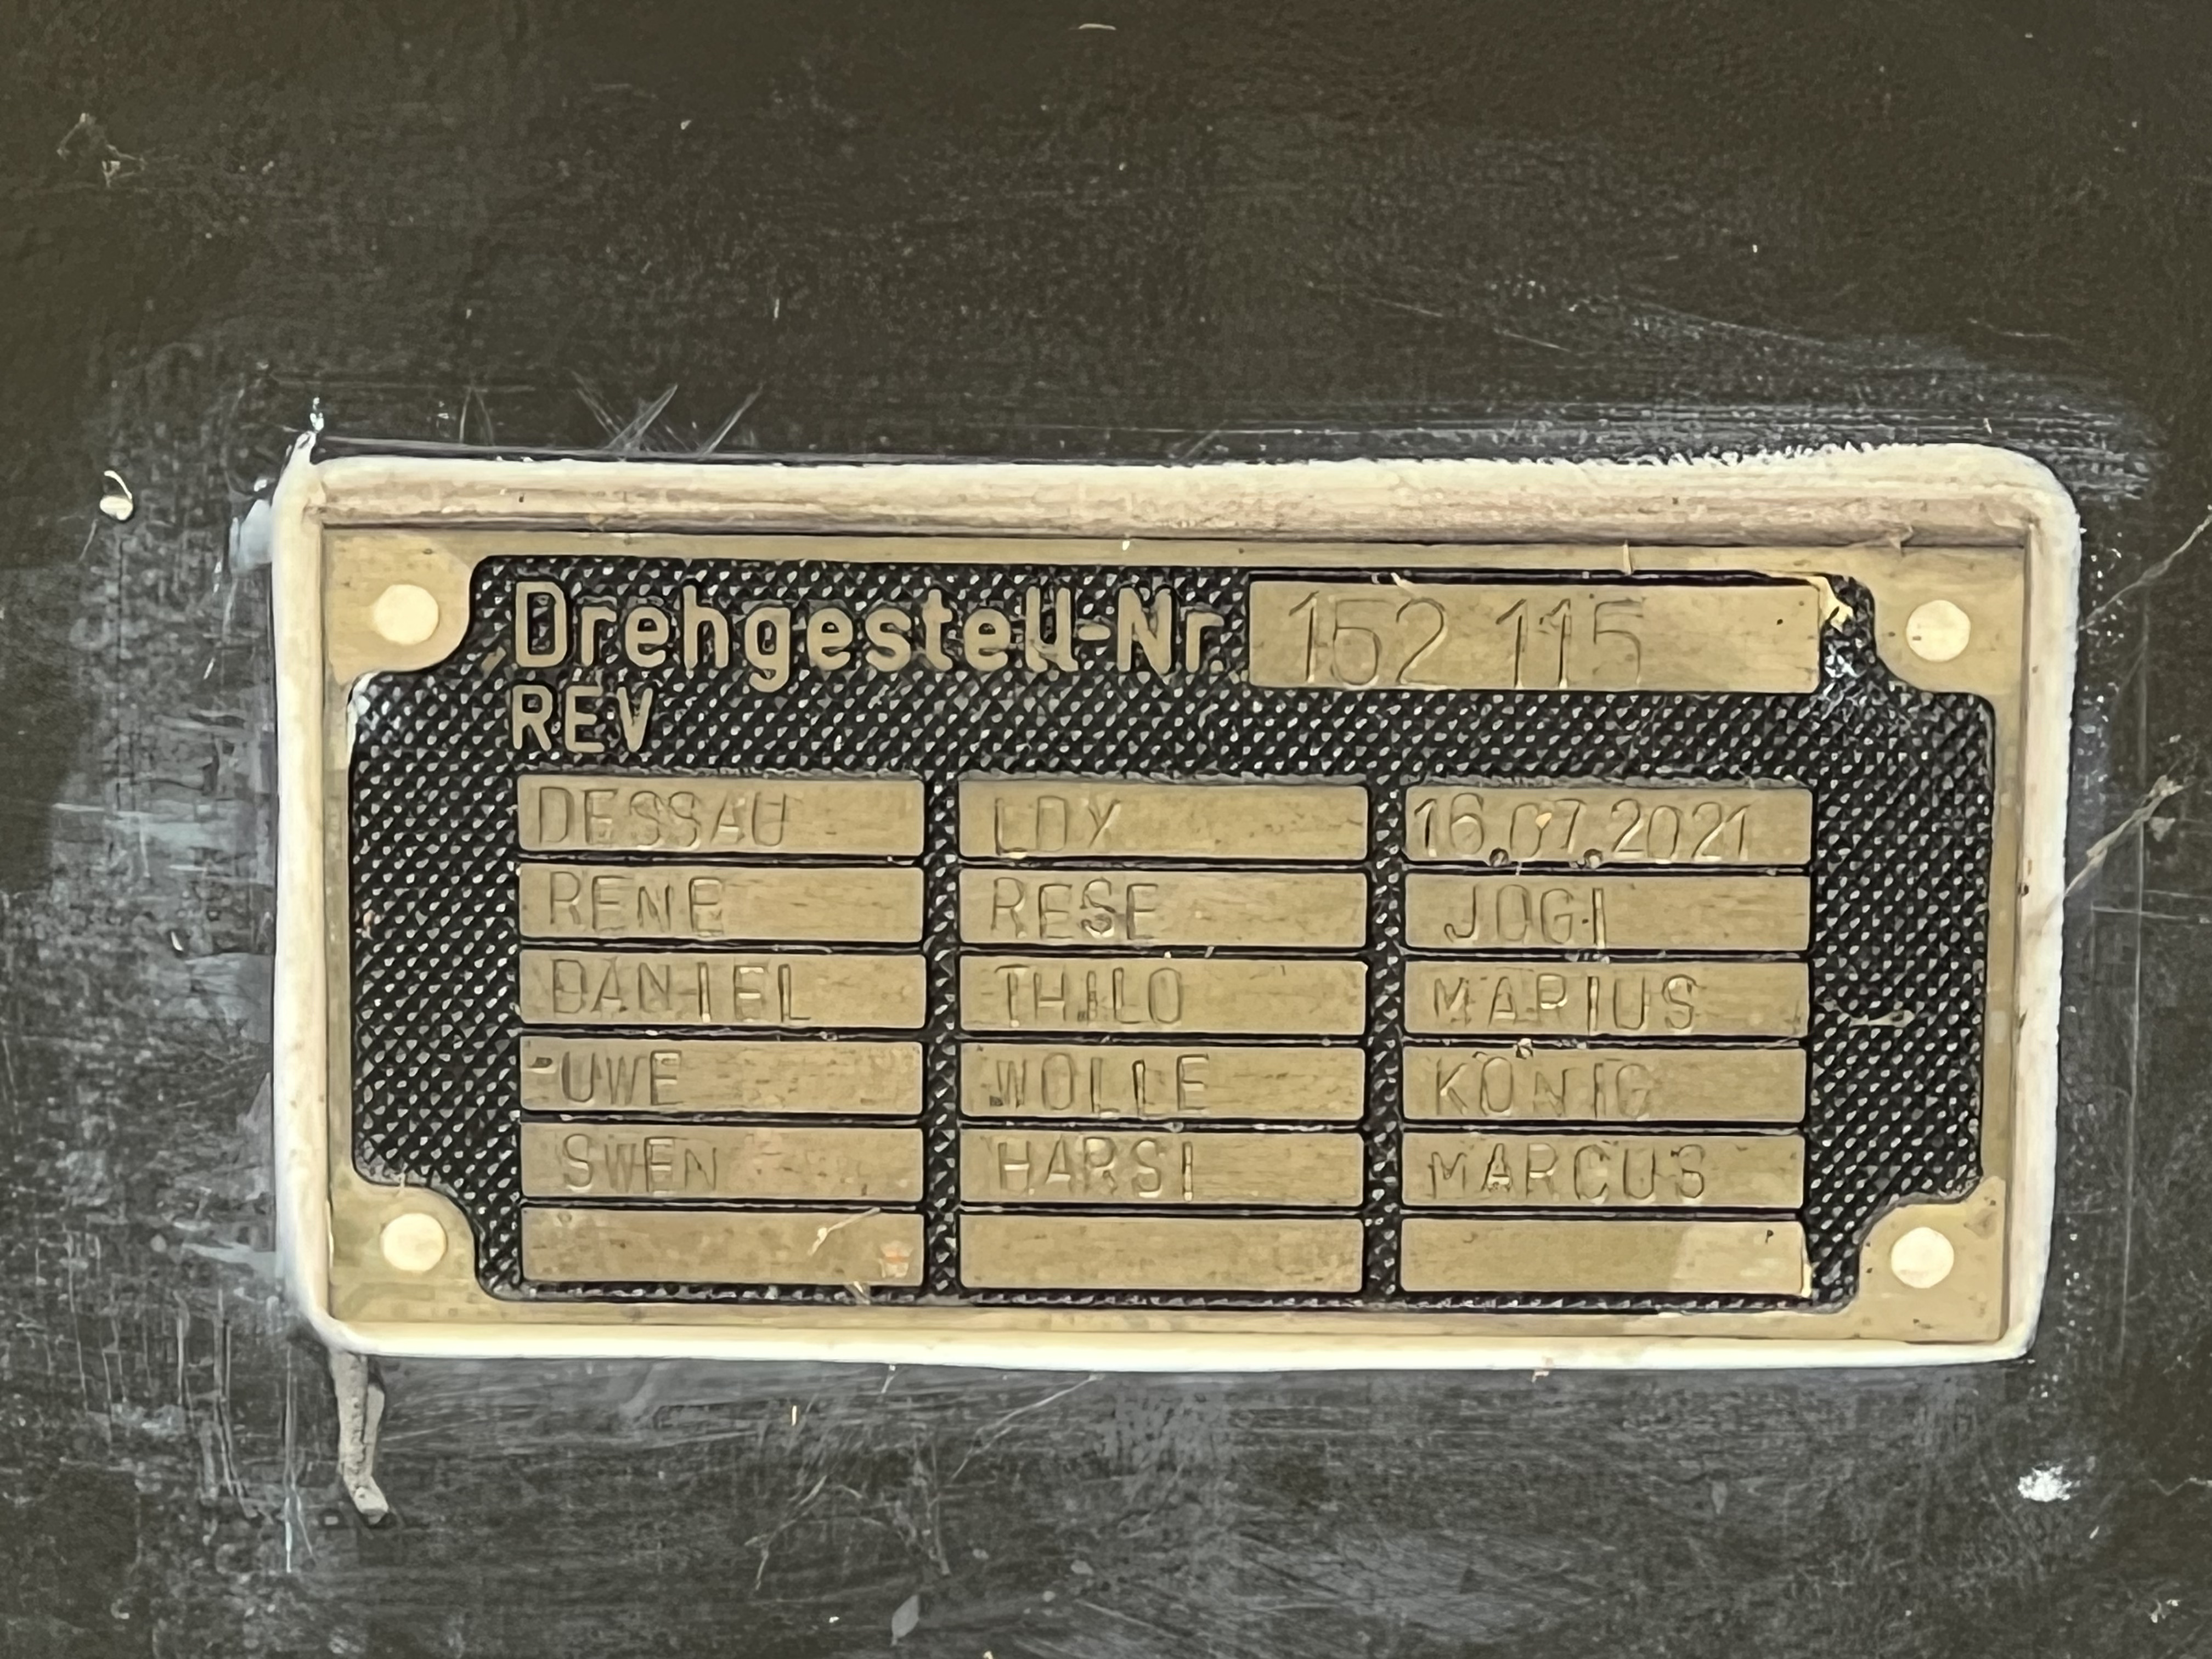 Drehgestell-Nr. 152 115
REV
DESSAU LDX 16.07.2021
RENE RESE JOGI
DANIEL THILO MARIUS
UWE WOLLE KÖNIG
SWEN HARSI MARCUS